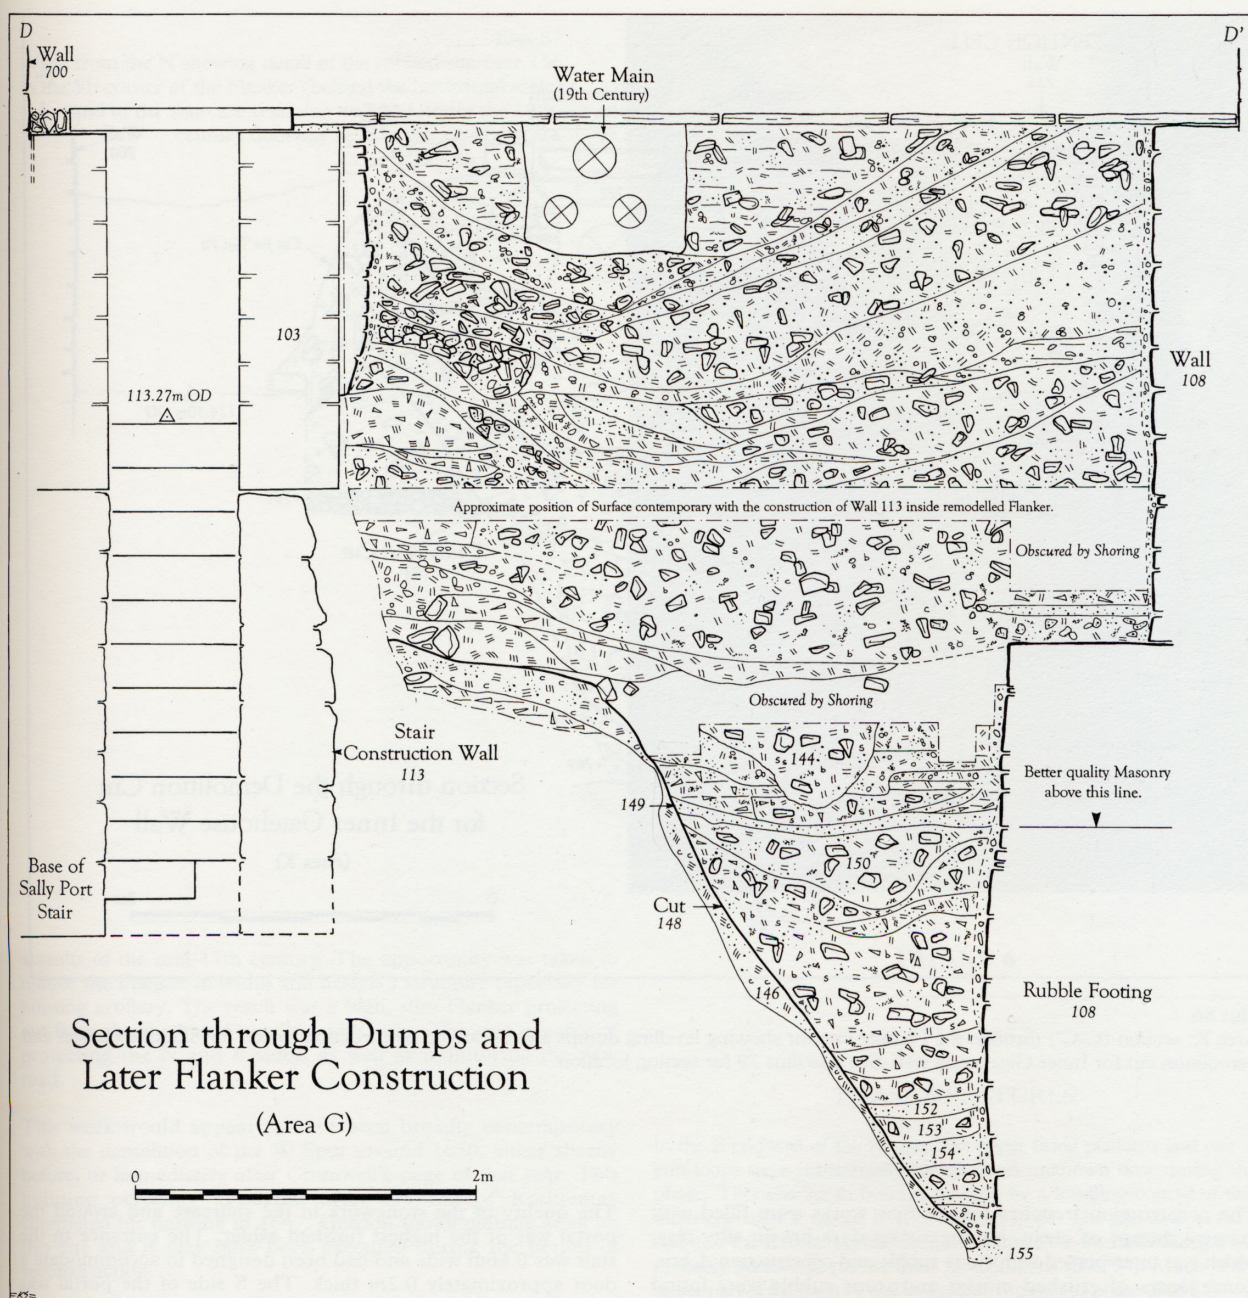 D
D'
Wall
700
Water Main
(19th Century)
103
Wall
108
113.27m OD
Approximate position of Surface contemporary with the construction of Wall 113 inside remodelled Flanker.
Obscured by Shoring
Obscured by Shoring
Stair
Construction Wall
113
144
Better quality Masonry
above this line.
149
150
Base of
Sally Port
Stair
Cut
148
146
Rubble Footing
108
Section through Dumps and
Later Flanker Construction
(Area G)
152
153
154
0
2m
155